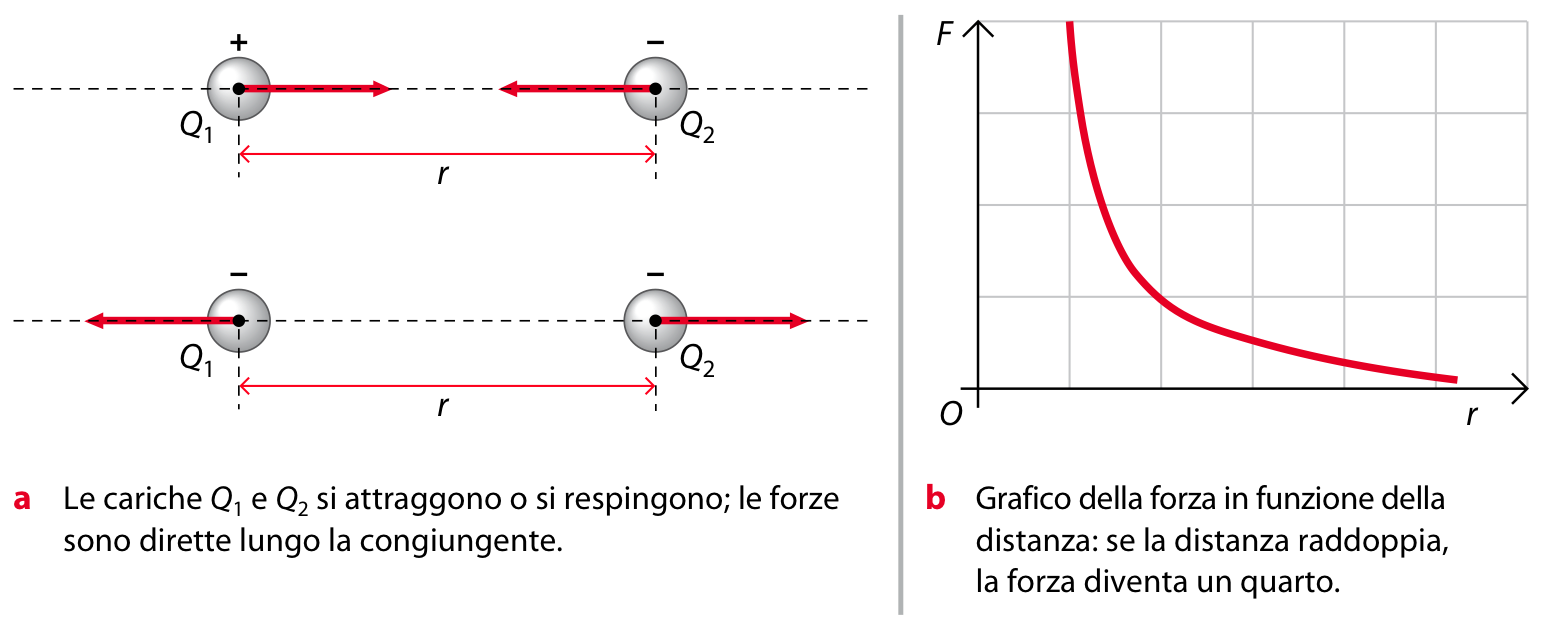 + −
Q1 Q2
r
− −
Q1 Q2
r
a Le cariche Q1 e Q2 si attraggono o si respingono; le forze
sono dirette lungo la congiungente.
F
O r
b Grafico della forza in funzione della
distanza: se la distanza raddoppia,
la forza diventa un quarto.